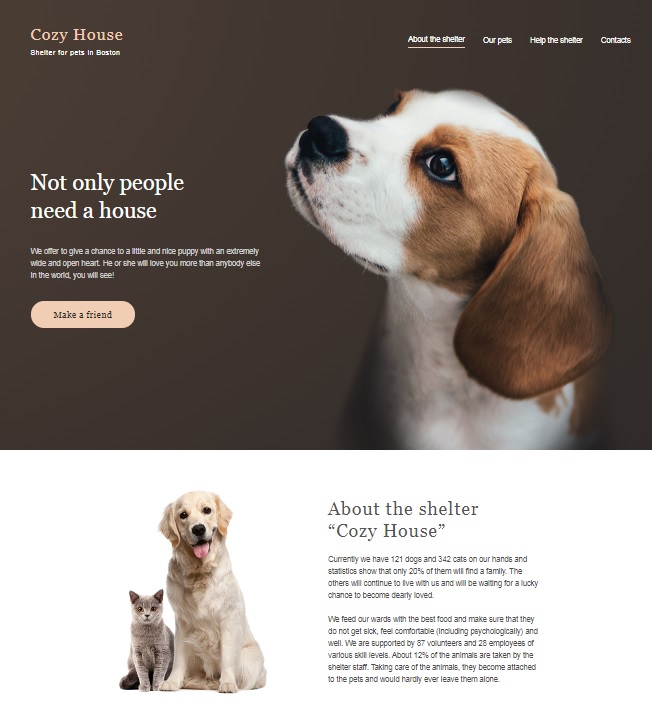 Cozy House
Shelter for pets in Boston
About the shelter
Our pets
Help the shelter
Contacts
Not only people
need a house
We offer to give a chance to a little and nice puppy with an extremely
wide and open heart. He or she will love you more than anybody else
in the world, you will see!
Make a friend
About the shelter
“Cozy House”
Currently we have 121 dogs and 342 cats on our hands and
statistics show that only 20% of them will find a family. The
others will continue to live with us and will be waiting for a lucky
chance to become dearly loved.
We feed our wards with the best food and make sure that they
do not get sick, feel comfortable (including psychologically) and
well. We are supported by 87 volunteers and 28 employees of
various skill levels. About 12% of the animals are taken by the
shelter staff. Taking care of the animals, they become attached
to the pets and would hardly ever leave them alone.